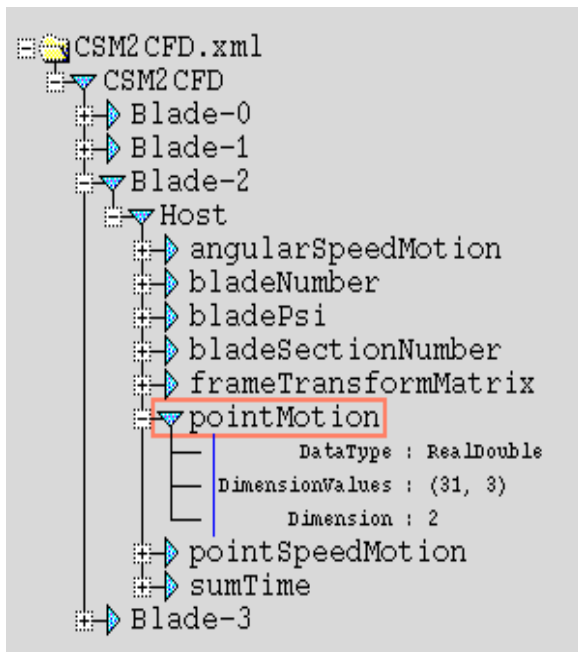 CSM2CFD.xml
CSM2CFD
Blade-0
Blade-1
Blade-2
Host
angularSpeedMotion
bladeNumber
bladePsi
bladeSectionNumber
frameTransformMatrix
pointMotion
DataType : RealDouble
DimensionValues : (31, 3)
Dimension : 2
pointSpeedMotion
sumTime
Blade-3